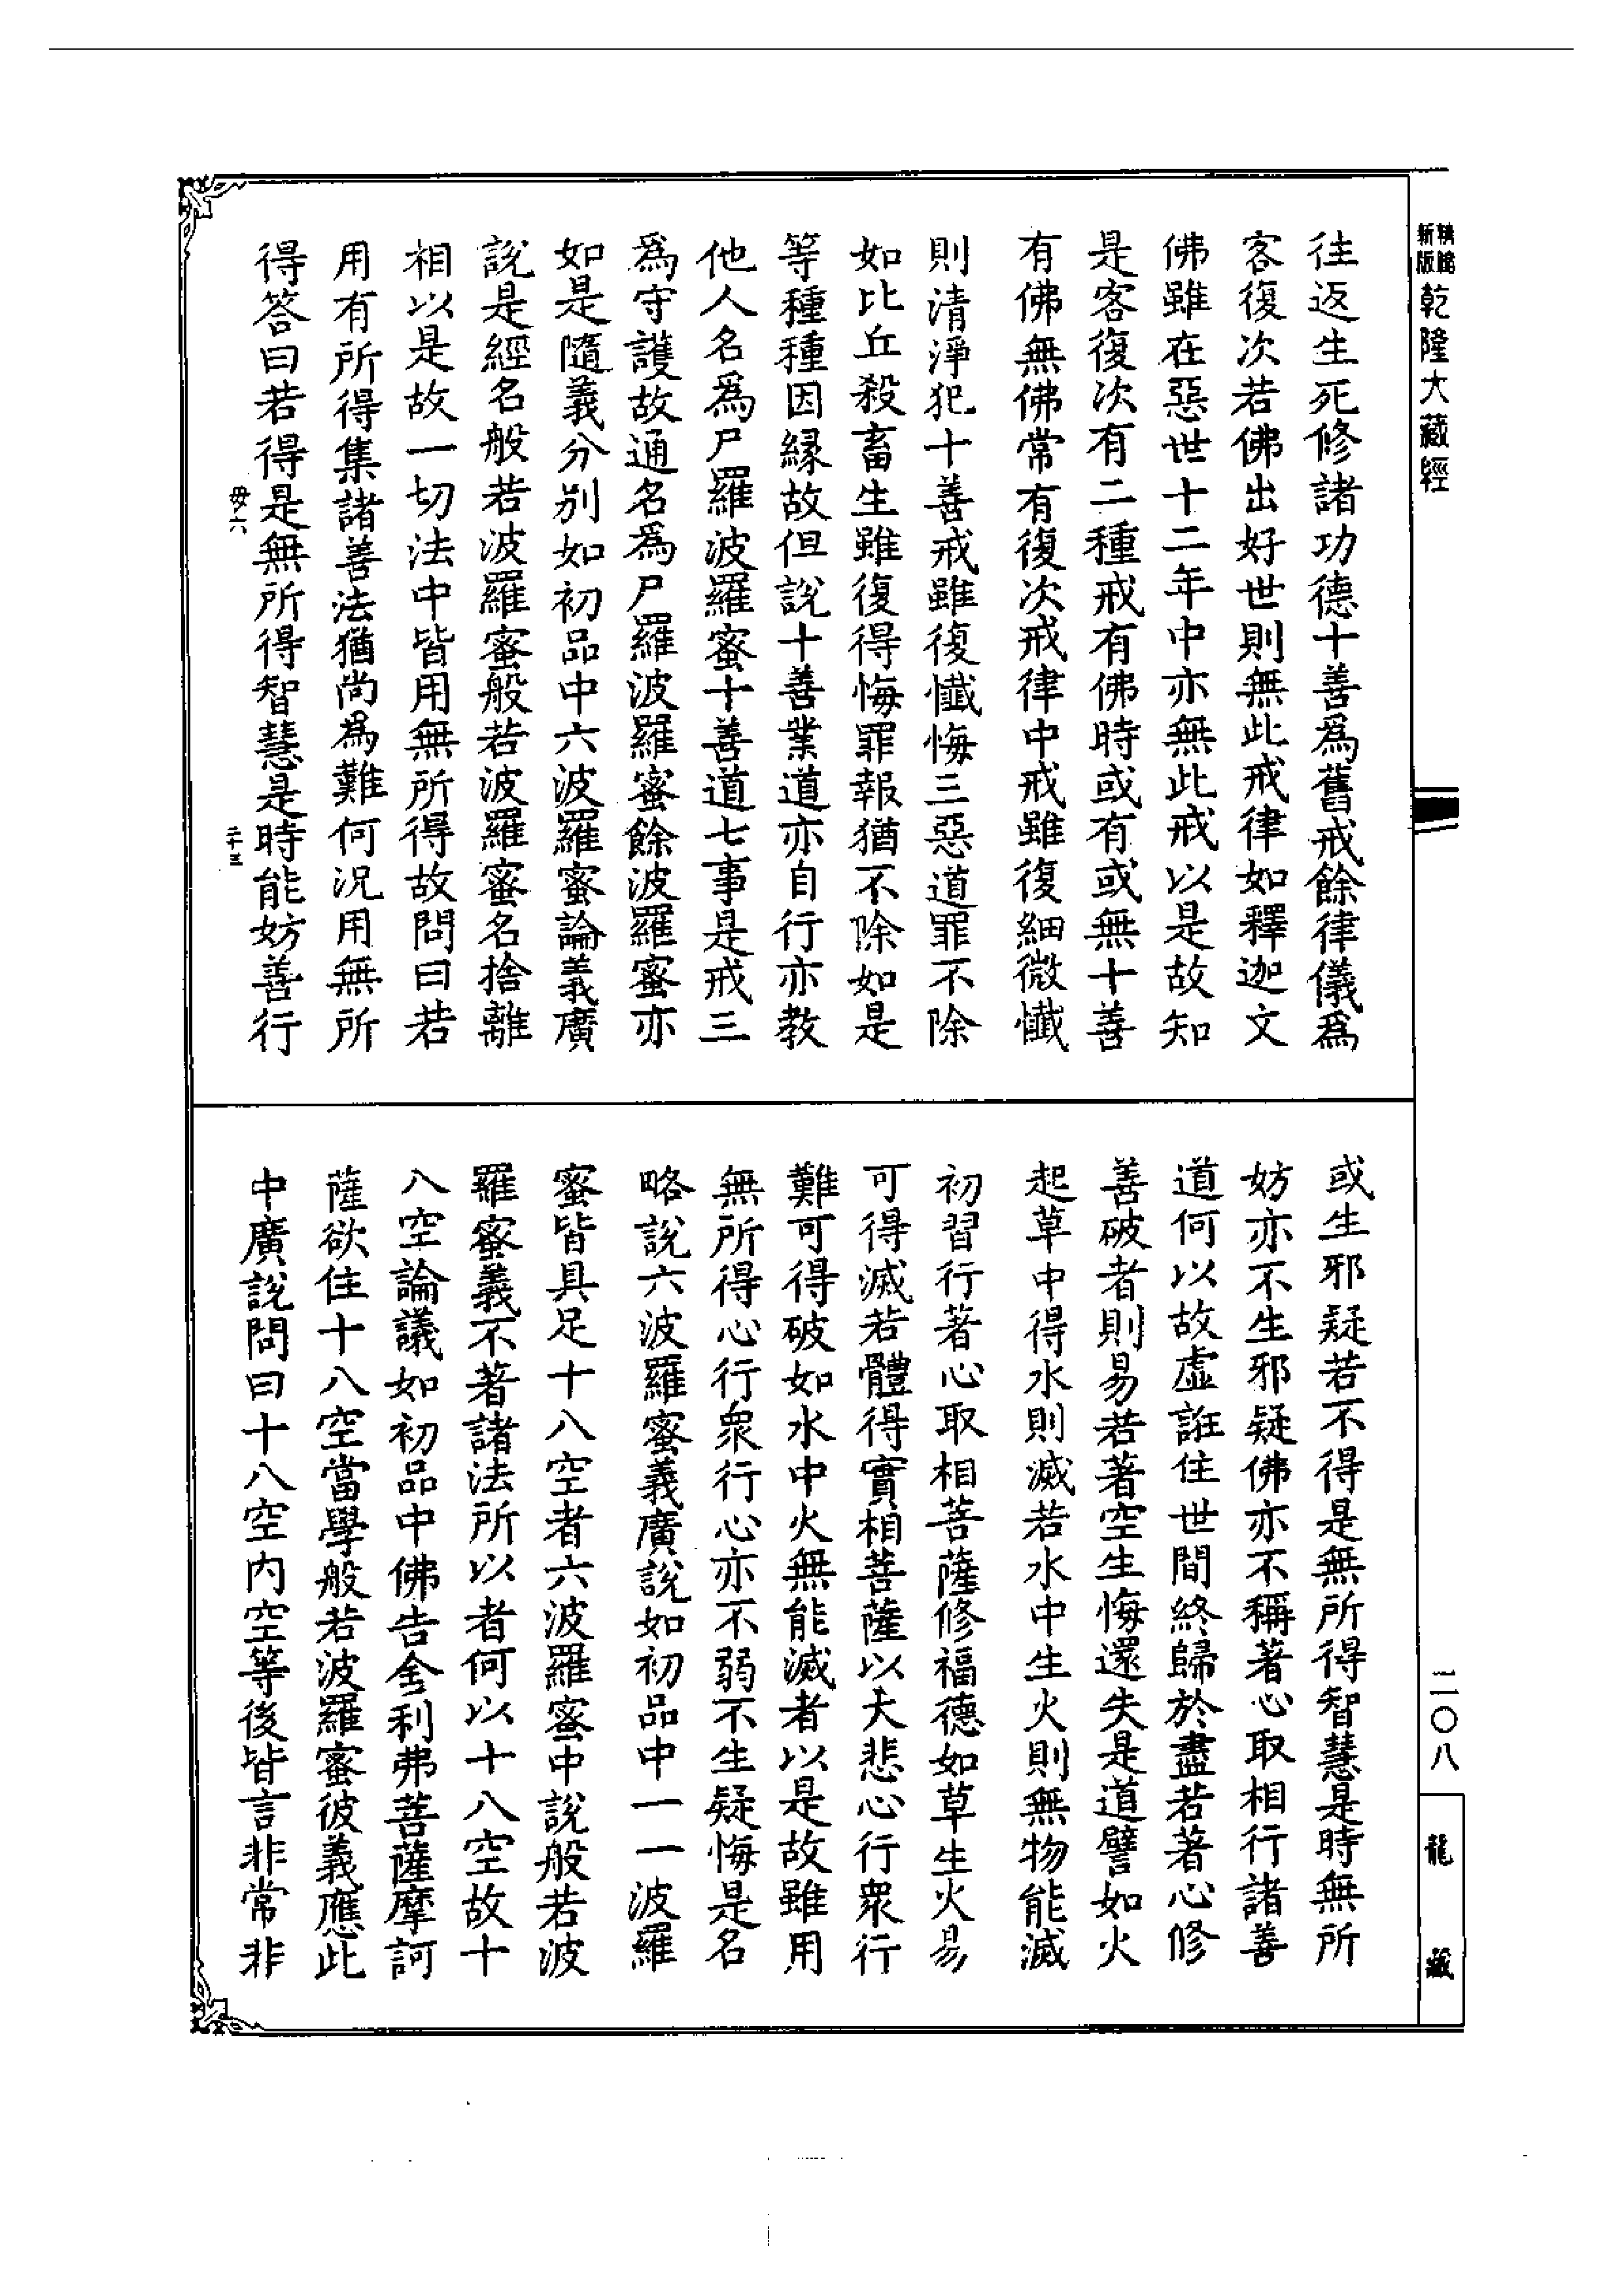 精縮
新版
乾隆大藏經
往返生死修諸功德十善爲舊戒餘律儀爲
客復次若佛出好世則無此戒律如釋迦文
佛雖在惡世十二年中亦無此戒以是故知
是客復次有二種戒有佛時或有或無十善
有佛無佛常有復次戒律中戒雖復細微懺
則清淨犯十善戒雖復懺悔三惡道罪不除
如比丘殺畜生雖復得悔罪報猶不除如是
等種種因緣故但說十善業道亦自行亦教
他人名爲尸羅波羅蜜十善道七事是戒三
爲守護故通名爲尸羅波羅蜜餘波羅蜜亦
如是隨義分別如初品中六波羅蜜論義廣
說是經名般若波羅蜜般若波羅蜜名捨離
相以是故一切法中皆用無所得故問曰若
用有所得集諸善法猶尚為難何況用無所
得答曰若得是無所得智慧是時能妨善行
毋六
二十三
或生邪疑若不得是無所得智慧是時無所
妨亦不生邪疑佛亦不稱著心取相行諸善
道何以故虛誑住世間終歸於盡若著心修
善破者則易若著空生悔還失是道譬如火
起草中得水則滅若水中生火則無物能滅
初習行著心取相菩薩修福德如草生火易
可得滅若體得實相菩薩以大悲心行眾行
難可得破如水中火無能滅者以是故雖用
無所得心行眾行心亦不弱不生疑悔是名
略說六波羅蜜義廣說如初品中一一波羅
蜜皆具足十八空者六波羅蜜中說般若波
羅蜜義不著諸法所以者何以十八空故十
八空論議如初品中佛告舍利弗菩薩摩訶
薩欲住十八空當學般若波羅蜜彼義應此
中廣說問曰十八空內空等後皆言非常非
二〇八
龍藏